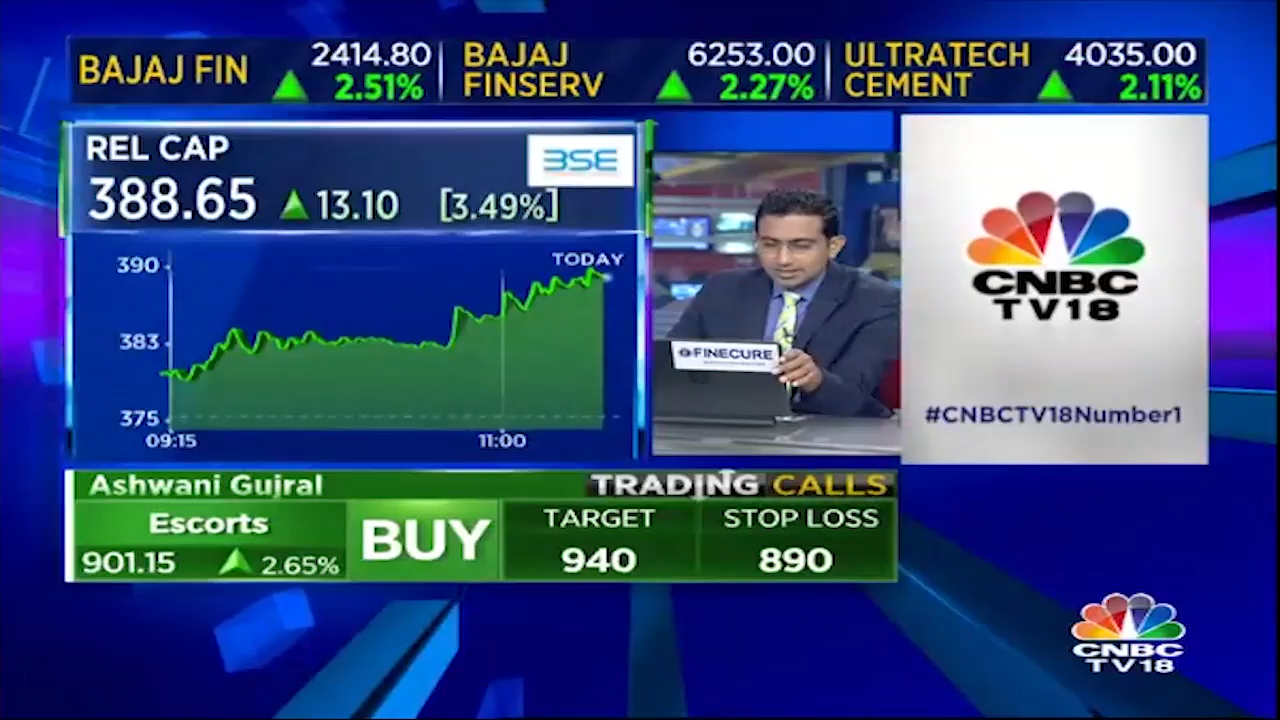 BAJAJ FIN
2414.80
2.51%
BAJAJ
FINSERV
6253.00
2.27%
ULTRATECH
CEMENT
4035.00
2.11%
REL CAP
BSE
388.65 13.10 [3.49%]
TODAY
390
383
375
09:15 11:00
FINECURE
CNBC
TV18
#CNBCTV18Number1
Ashwani Gujral
TRADING CALLS
Escorts
901.15 2.65%
BUY
TARGET
940
STOP LOSS
890
CNBC
TV18